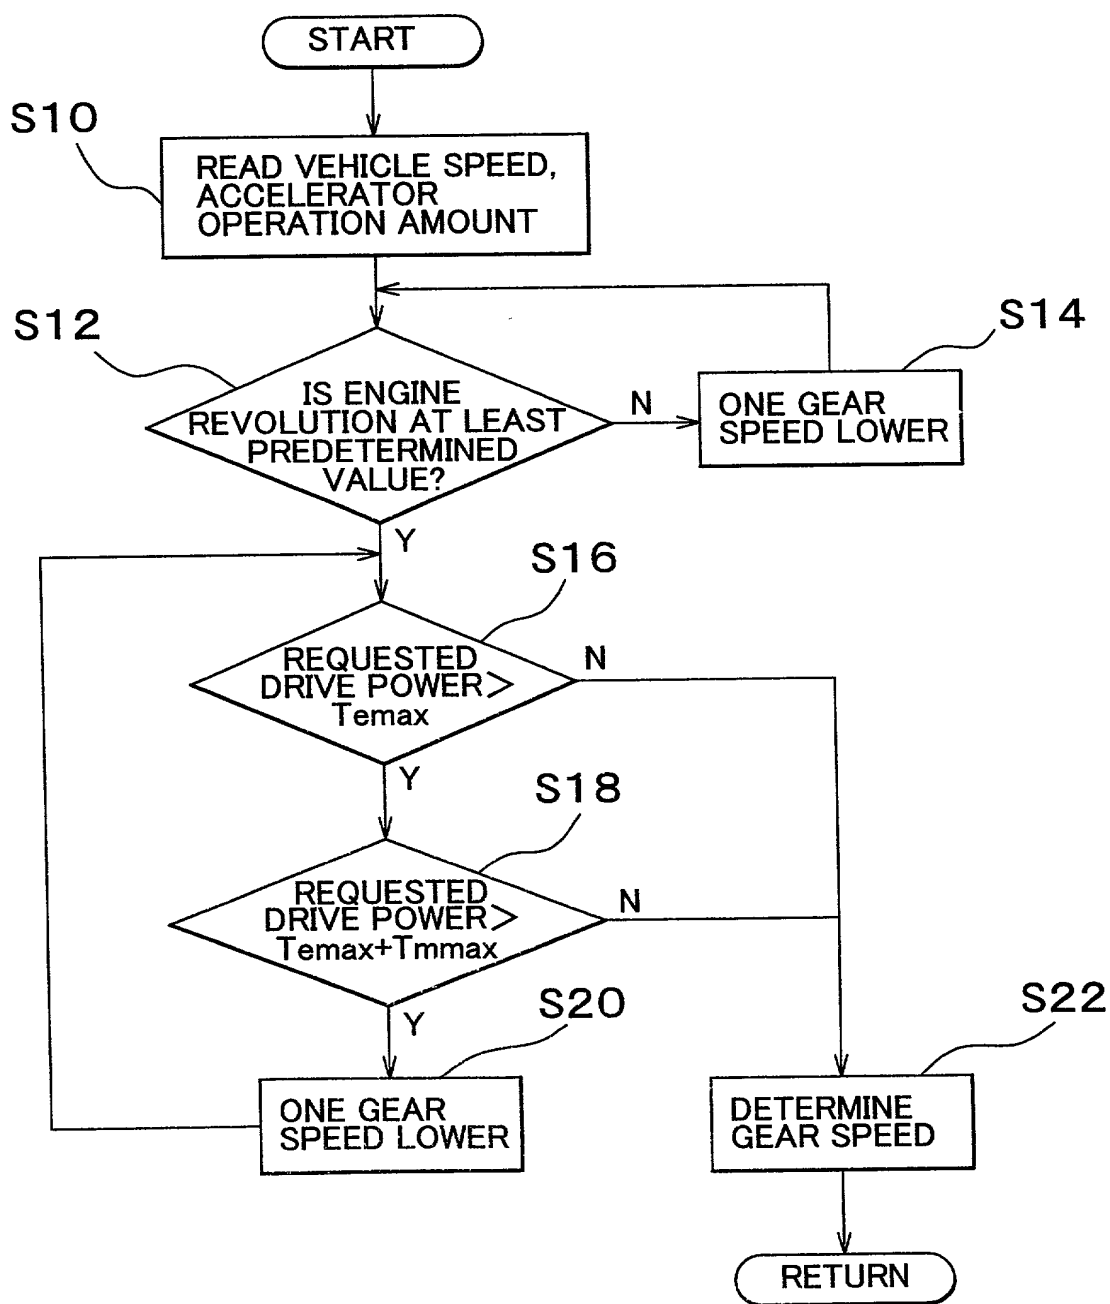 START
S10
READ VEHICLE SPEED,
ACCELERATOR
OPERATION AMOUNT
S12
IS ENGINE
REVOLUTION AT LEAST
PREDETERMINED
VALUE?
N
S14
ONE GEAR
SPEED LOWER
Y
S16
REQUESTED
DRIVE POWER>
Temax
N
Y
S18
REQUESTED
DRIVE POWER>
Temax+Tmmax
N
Y
S20
ONE GEAR
SPEED LOWER
S22
DETERMINE
GEAR SPEED
RETURN